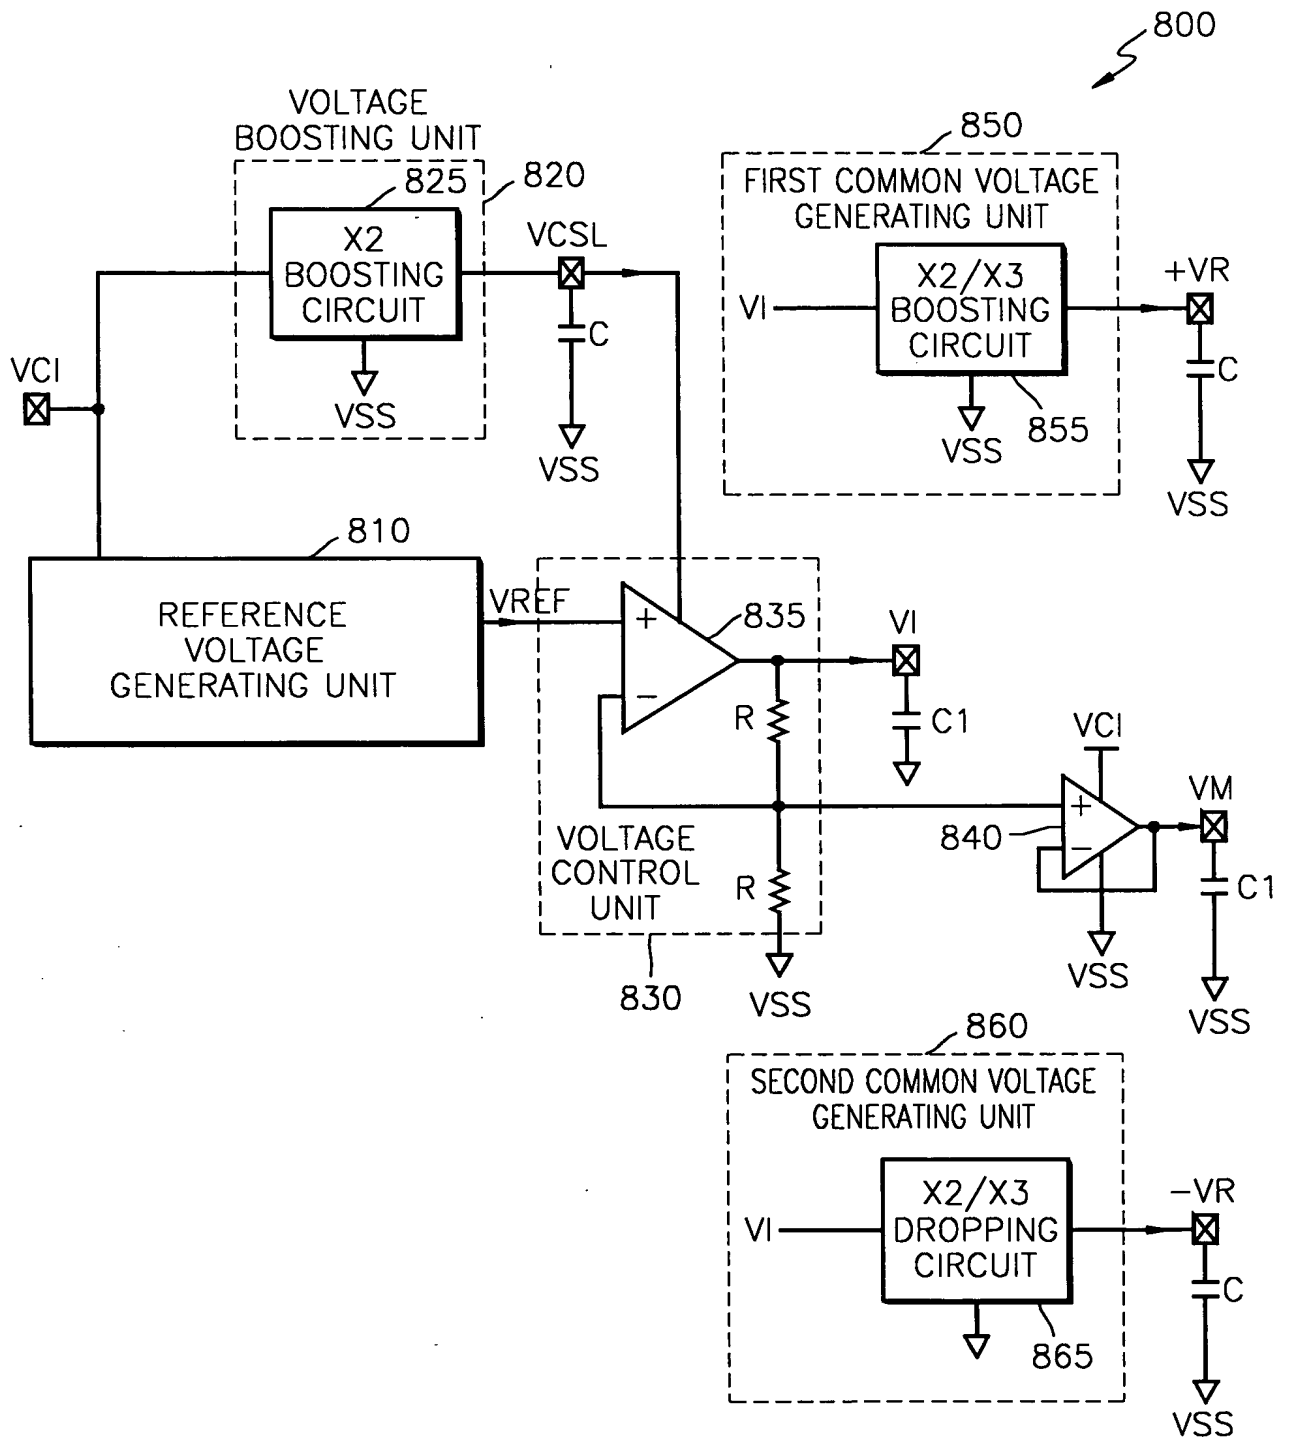 800
VOLTAGE
BOOSTING UNIT
825
820
X2
BOOSTING
CIRCUIT
VSS
VCSL
C
VSS
VCI
850
FIRST COMMON VOLTAGE
GENERATING UNIT
VI
X2/X3
BOOSTING
CIRCUIT
VSS
855
+VR
C
VSS
810
REFERENCE
VOLTAGE
GENERATING UNIT
VREF
+
−
835
R
R
VOLTAGE
CONTROL
UNIT
830
VSS
VI
C1
VCI
+
−
840
VSS
VM
C1
VSS
860
SECOND COMMON VOLTAGE
GENERATING UNIT
VI
X2/X3
DROPPING
CIRCUIT
865
−VR
C
VSS